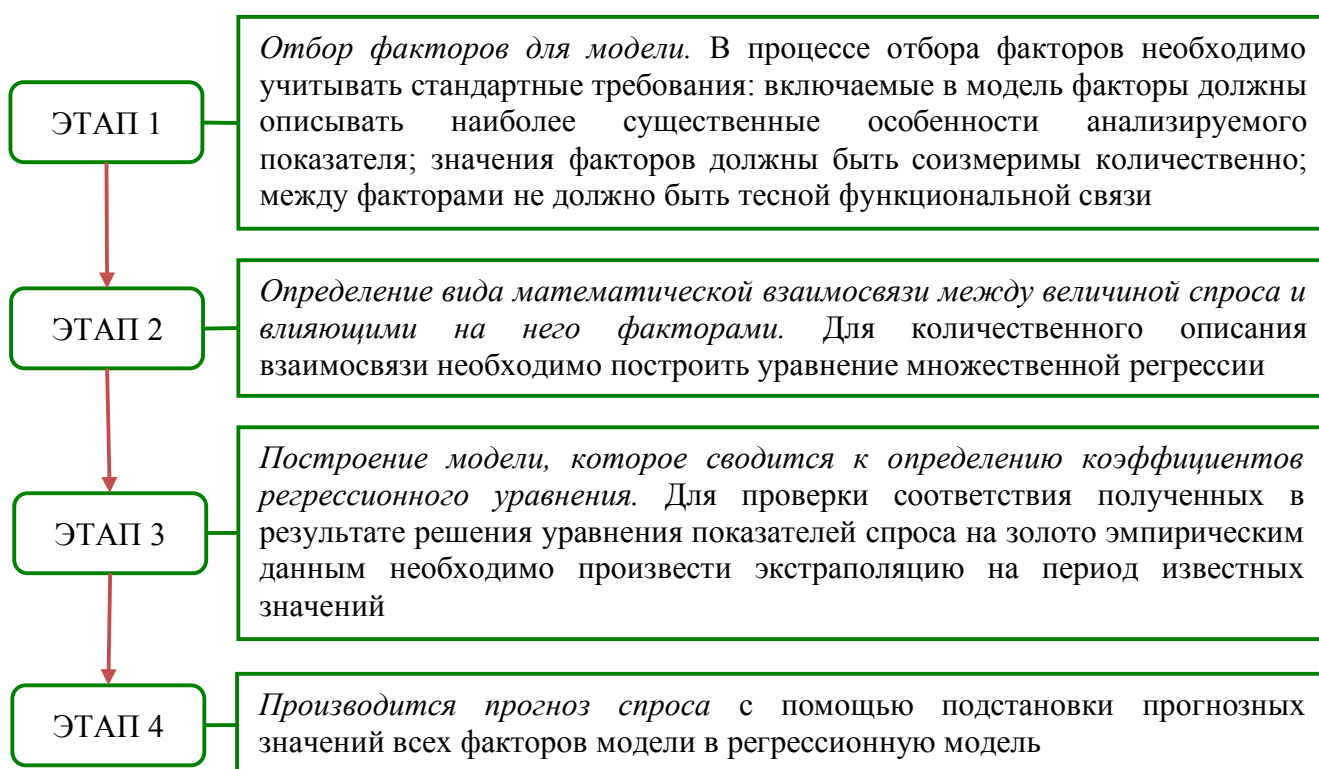 ЭТАП 1
Отбор факторов для модели. В процессе отбора факторов необходимо
учитывать стандартные требования: включаемые в модель факторы должны
описывать наиболее существенные особенности анализируемого
показателя; значения факторов должны быть соизмеримы количественно;
между факторами не должно быть тесной функциональной связи
ЭТАП 2
Определение вида математической взаимосвязи между величиной спроса и
влияющими на него факторами. Для количественного описания
взаимосвязи необходимо построить уравнение множественной регрессии
ЭТАП 3
Построение модели, которое сводится к определению коэффициентов
регрессионного уравнения. Для проверки соответствия полученных в
результате решения уравнения показателей спроса на золото эмпирическим
данным необходимо произвести экстраполяцию на период известных
значений
ЭТАП 4
Производится прогноз спроса с помощью подстановки прогнозных
значений всех факторов модели в регрессионную модель